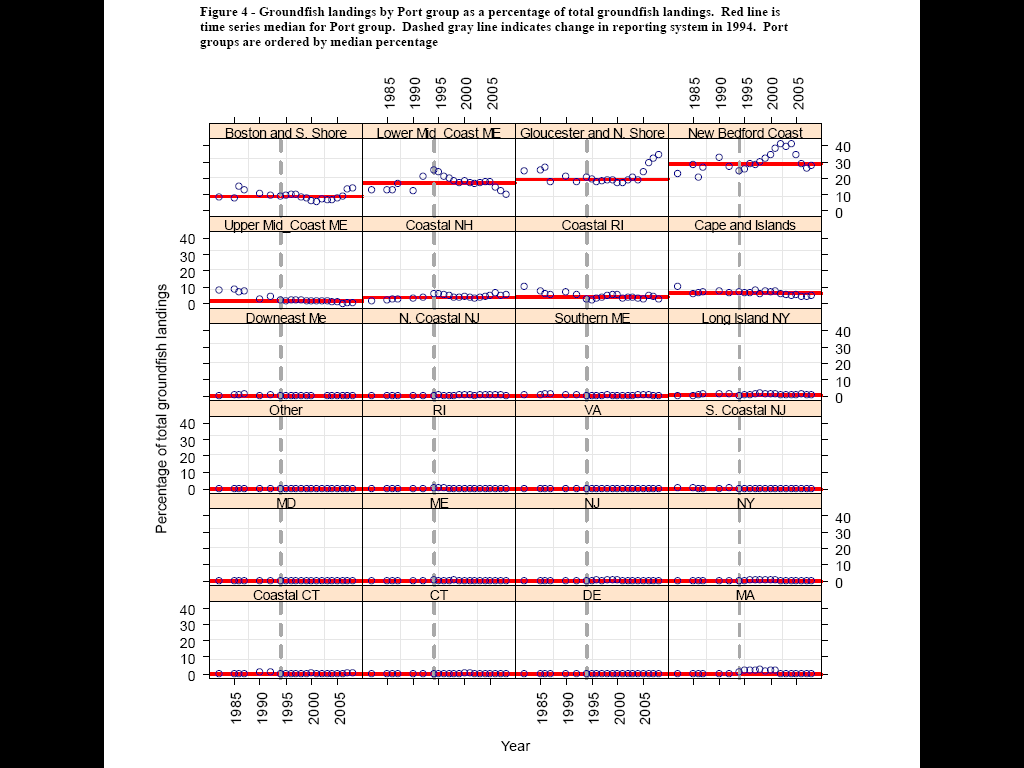 Figure 4 - Groundfish landings by Port group as a percentage of total groundfish landings. Red line is
time series median for Port group. Dashed gray line indicates change in reporting system in 1994. Port
groups are ordered by median percentage
1985 1990 1995 2000 2005 1985 1990 1995 2000 2005
Boston and S. Shore Lower Mid_Coast ME Gloucester and N. Shore New Bedford Coast
40
30
20
10
0
Upper Mid_Coast ME Coastal NH Coastal RI Cape and Islands
40
30
20
10
0
Downeast Me N. Coastal NJ Southern ME Long Island NY
40
30
20
10
0
Other RI VA S. Coastal NJ
40
30
20
10
0
MD ME NJ NY
40
30
20
10
0
Coastal CT CT DE MA
40
30
20
10
0
1985 1990 1995 2000 2005 1985 1990 1995 2000 2005
Percentage of total groundfish landings
Year